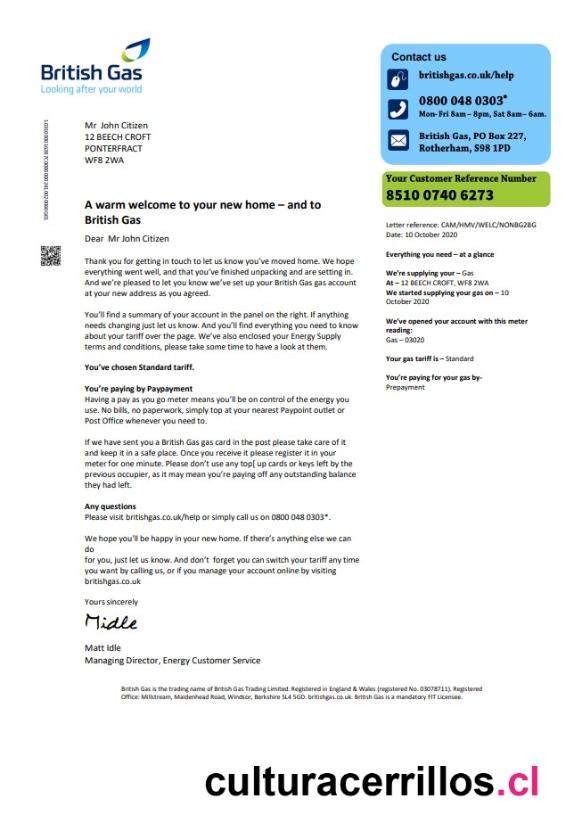 British Gas
Looking after your world
Contact us
britishgas.co.uk/help
0800 048 0303*
Mon-Fri 8am – 8pm, Sat 8am– 6am.
British Gas, PO Box 227,
Rotherham, S98 1PD
Mr John Citizen
12 BEECH CROFT
PONTERFRACT
WF8 2WA
Your Customer Reference Number
8510 0740 6273
A warm welcome to your new home – and to
British Gas
Dear Mr John Citizen
Thank you for getting in touch to let us know you've moved home. We hope
everything went well, and that you've finished unpacking and are setting in.
And we're pleased to let you know we've set up your British Gas gas account
at your new address as you agreed.
You'll find a summary of your account in the panel on the right. If anything
needs changing just let us know. And you'll find everything you need to know
about your tariff over the page. We've also enclosed your Energy Supply
terms and conditions, please take some time to have a look at them.
You've chosen Standard tariff.
You're paying by Paypayment
Having a pay as you go meter means you'll be on control of the energy you
use. No bills, no paperwork, simply top at your nearest Paypoint outlet or
Post Office whenever you need to.
If we have sent you a British Gas gas card in the post please take care of it
and keep it in a safe place. Once you receive it please register it in your
meter for one minute. Please don't use any top[ up cards or keys left by the
previous occupier, as it may mean you're paying off any outstanding balance
they had left.
Any questions
Please visit britishgas.co.uk/help or simply call us on 0800 048 0303*.
We hope you'll be happy in your new home. If there's anything else we can
do
for you, just let us know. And don't forget you can switch your tariff any time
you want by calling us, or if you manage your account online by visiting
britishgas.co.uk
Yours sincerely
Midle
Matt Idle
Managing Director, Energy Customer Service
Letter reference: CAM/HMV/WELC/NONBG2BG
Date: 10 October 2020
Everything you need – at a glance
We're supplying your – Gas
At – 12 BEECH CROFT, WF8 2WA
We started supplying your gas on – 10
October 2020
We've opened your account with this meter
reading:
Gas – 03020
Your gas tariff is – Standard
You're paying for your gas by-
Prepayment
British Gas is the trading name of British Gas Trading Limited. Registered in England & Wales (registered No. 03078711). Registered
Office: Millstream, Maidenhead Road, Windsor, Berkshire SL4 5GD. britishgas.co.uk. British Gas is a mandatory FIT Licensee.
culturacerrillos.cl